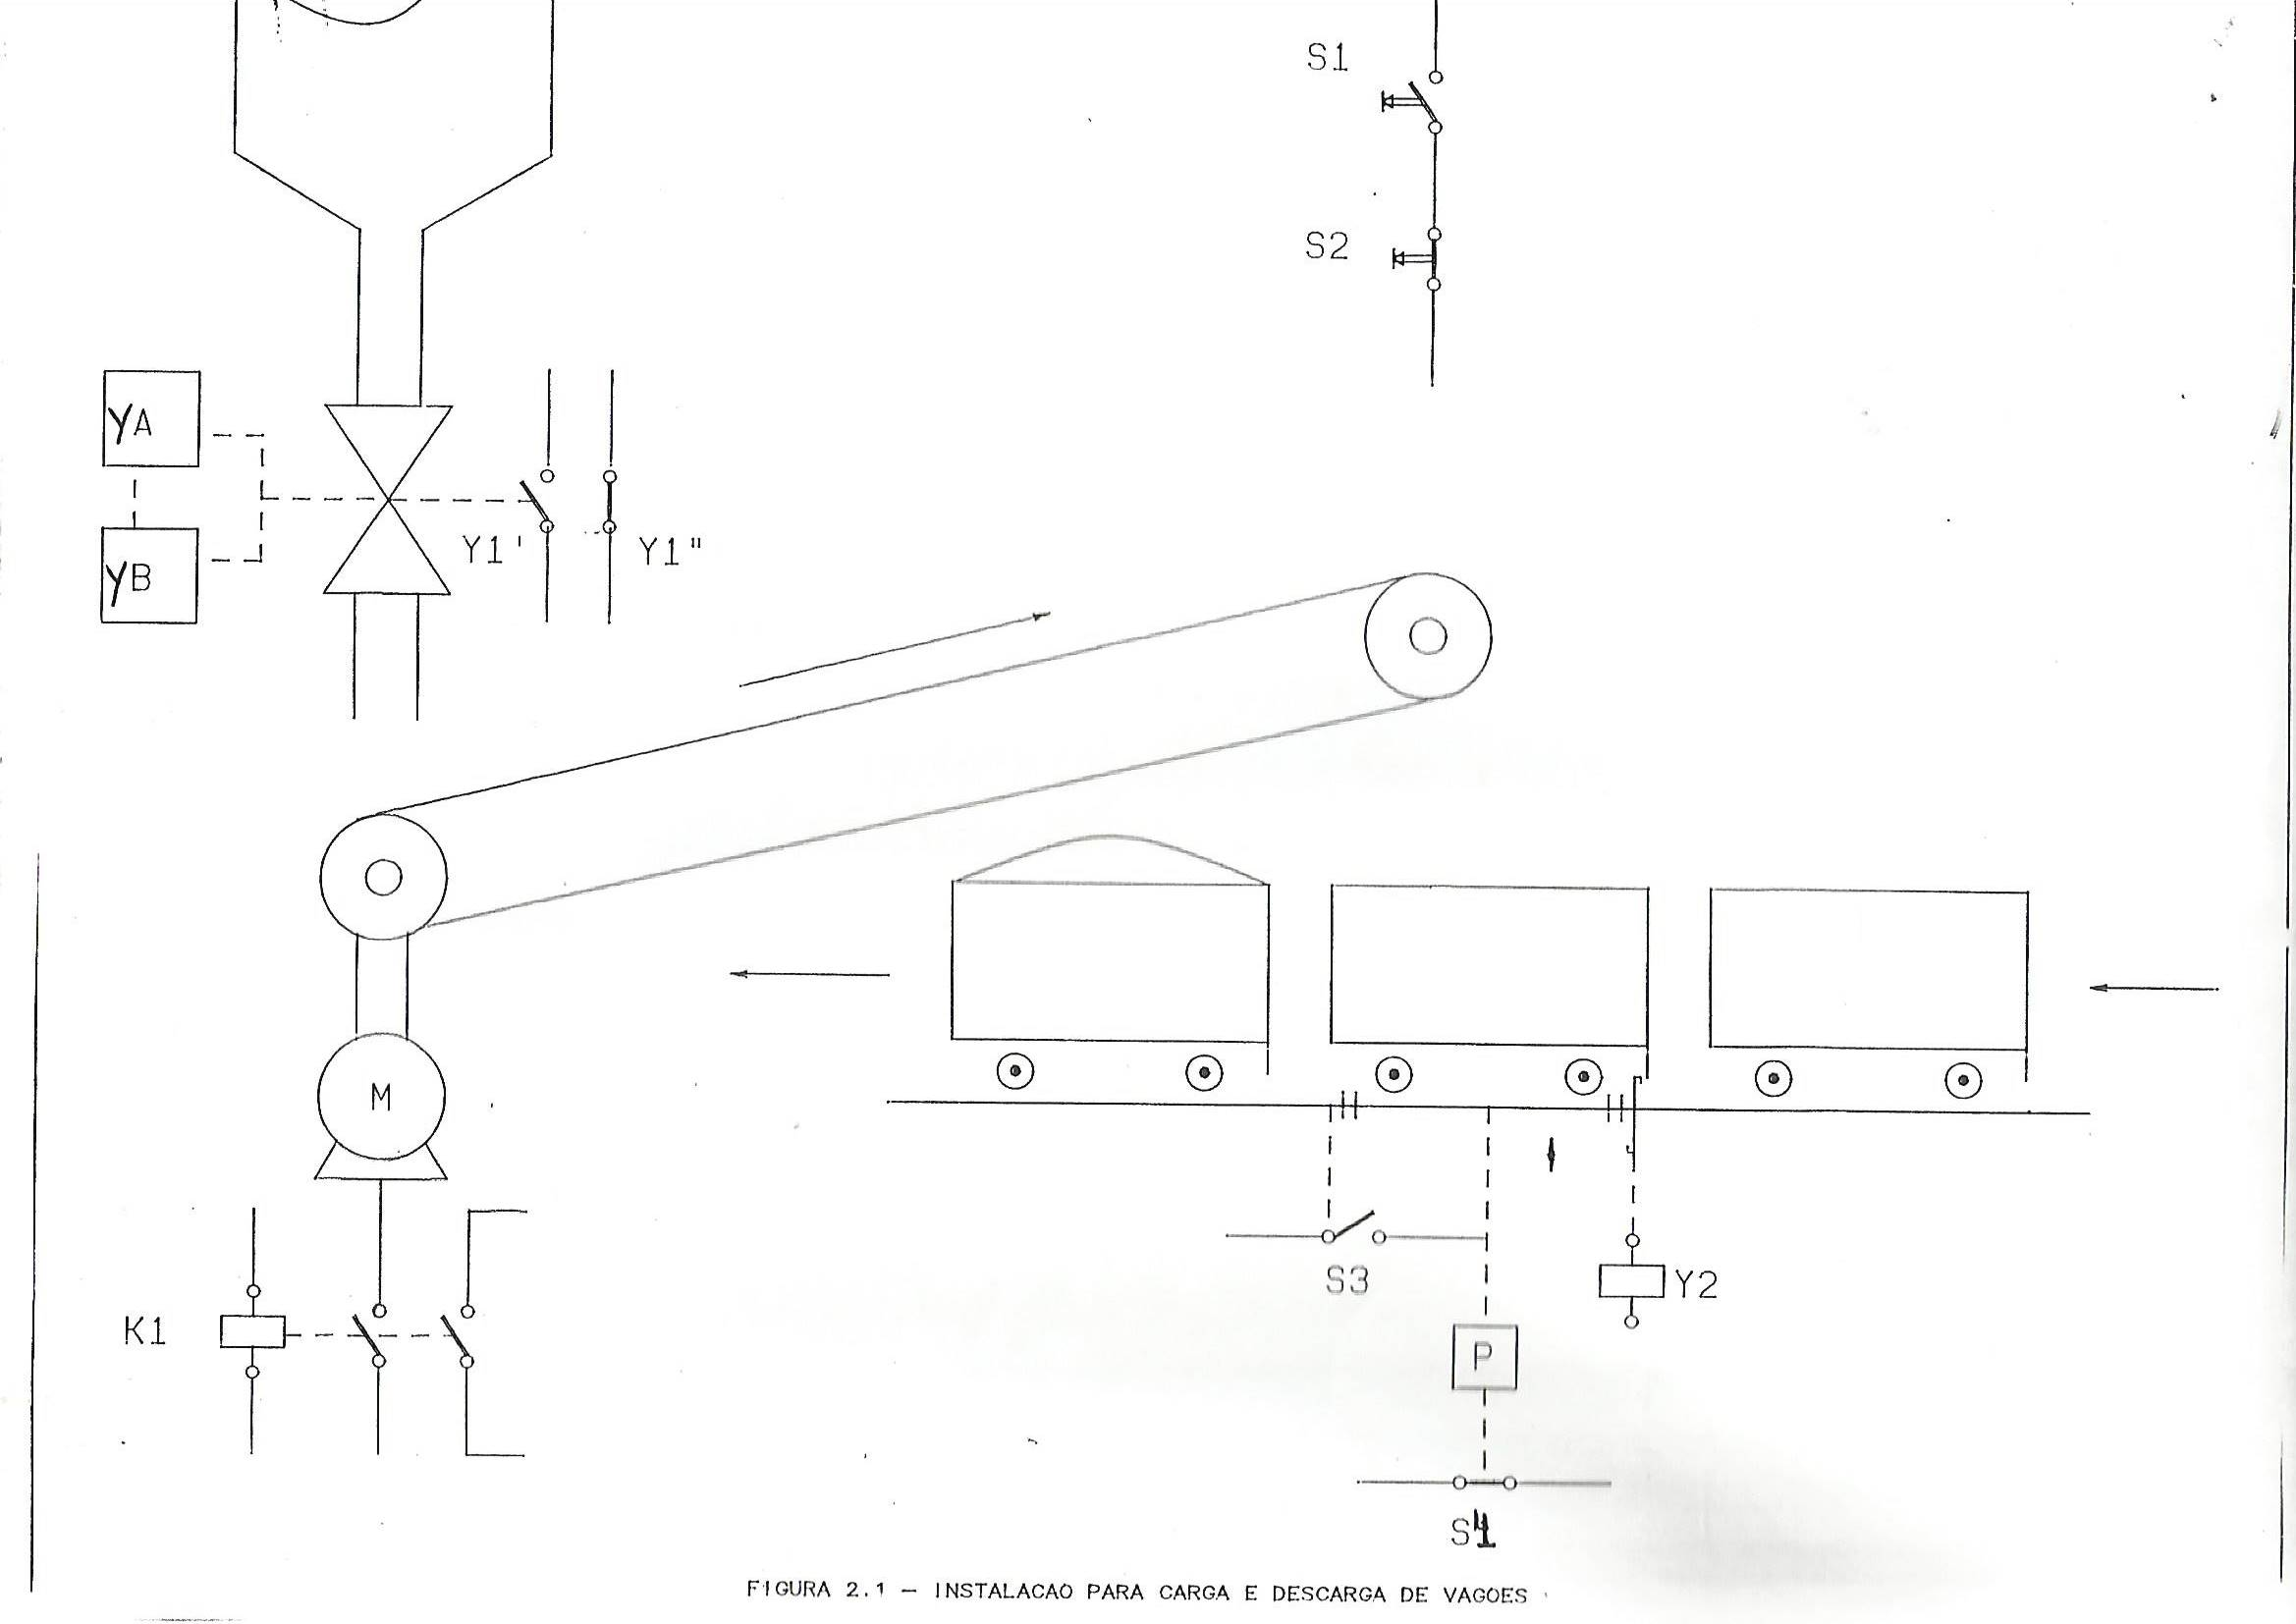 S1
S2
YA
YB
Y1'
Y1"
M
K1
S3
Y2
P
S4
FIGURA 2.1 — INSTALACAO PARA CARGA E DESCARGA DE VAGOES